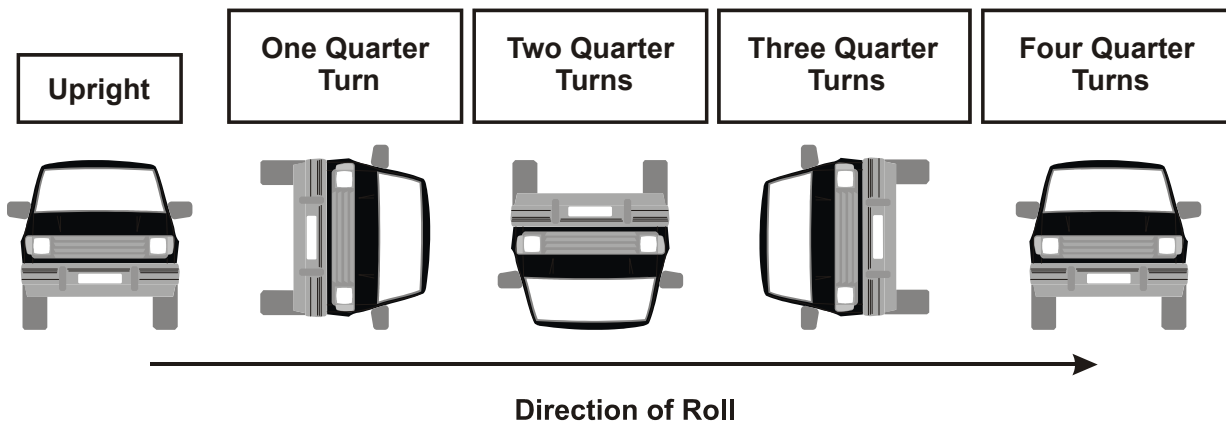 Upright
One Quarter
Turn
Two Quarter
Turns
Three Quarter
Turns
Four Quarter
Turns
Direction of Roll